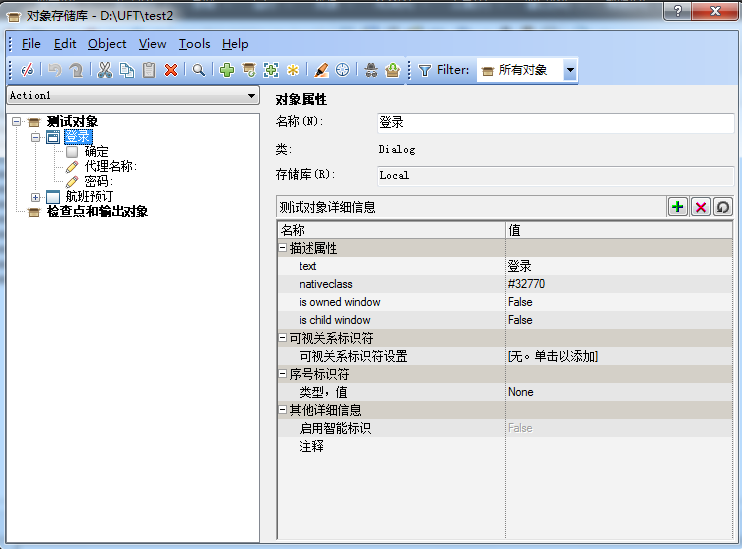 对象存储库 - D:\UFT\test2
File Edit Object View Tools Help
Filter: 所有对象
Action1
测试对象
登录
确定
代理名称:
密码:
航班预订
检查点和输出对象
对象属性
名称(N): 登录
类: Dialog
存储库(R): Local
测试对象详细信息
名称 值
描述属性
text 登录
nativeclass #32770
is owned window False
is child window False
可视关系标识符
可视关系标识符设置 [无。单击以添加]
序号标识符
类型，值 None
其他详细信息
启用智能标识 False
注释